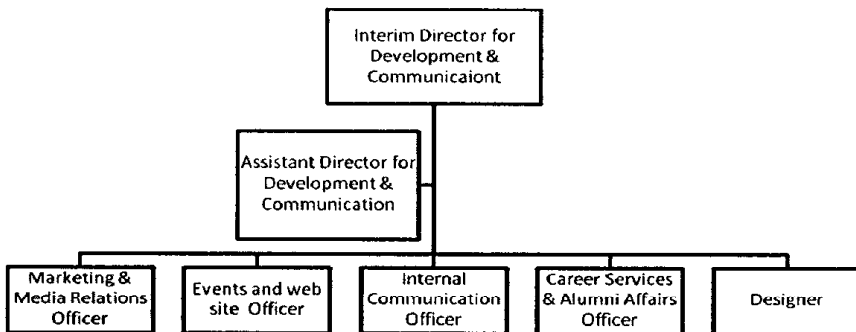 Interim Director for
Development &
Communicaiont
Assistant Director for
Development &
Communication
Marketing &
Media Relations
Officer
Events and web
site Officer
Internal
Communication
Officer
Career Services
& Alumni Affairs
Officer
Designer